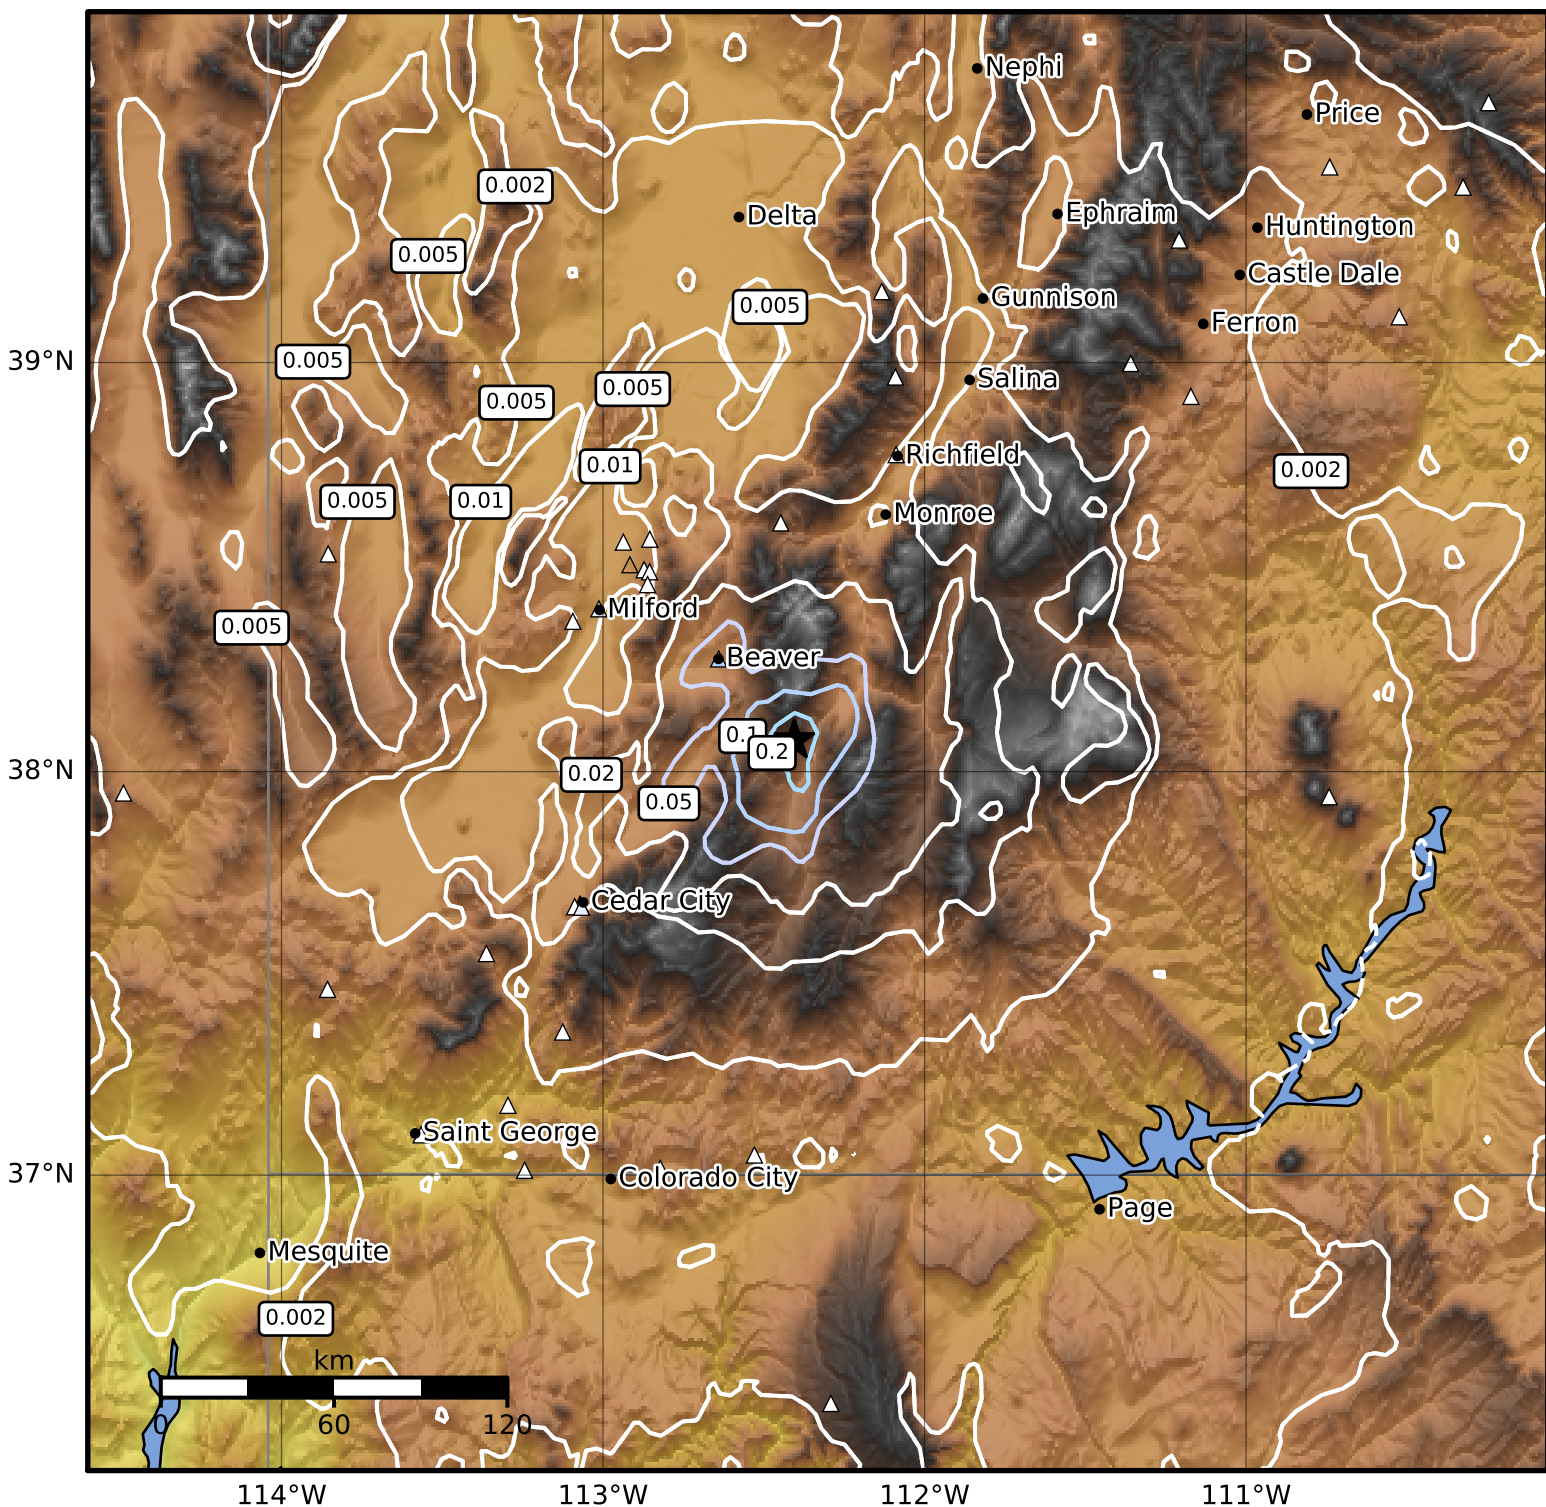 Nephi
Price
0.002
Delta
Ephraim
Huntington
0.005
Castle Dale
Gunnison
0.005
Ferron
39°N
0.005
Salina
0.005
0.005
Richfield
0.01
0.002
0.005
0.01
Monroe
Milford
0.005
Beaver
0.1
0.2
38°N
0.02
0.05
Cedar City
Saint George
37°N
Colorado City
Page
Mesquite
0.002
km
0 60 120
114°W 113°W 112°W 111°W